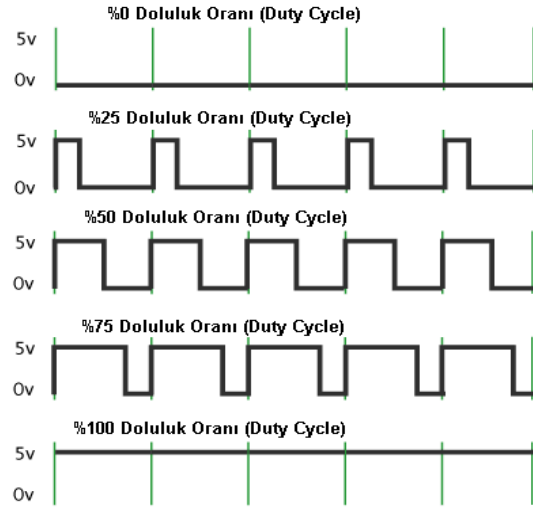 %0 Doluluk Oranı (Duty Cycle)
5v
0v
%25 Doluluk Oranı (Duty Cycle)
5v
0v
%50 Doluluk Oranı (Duty Cycle)
5v
0v
%75 Doluluk Oranı (Duty Cycle)
5v
0v
%100 Doluluk Oranı (Duty Cycle)
5v
0v